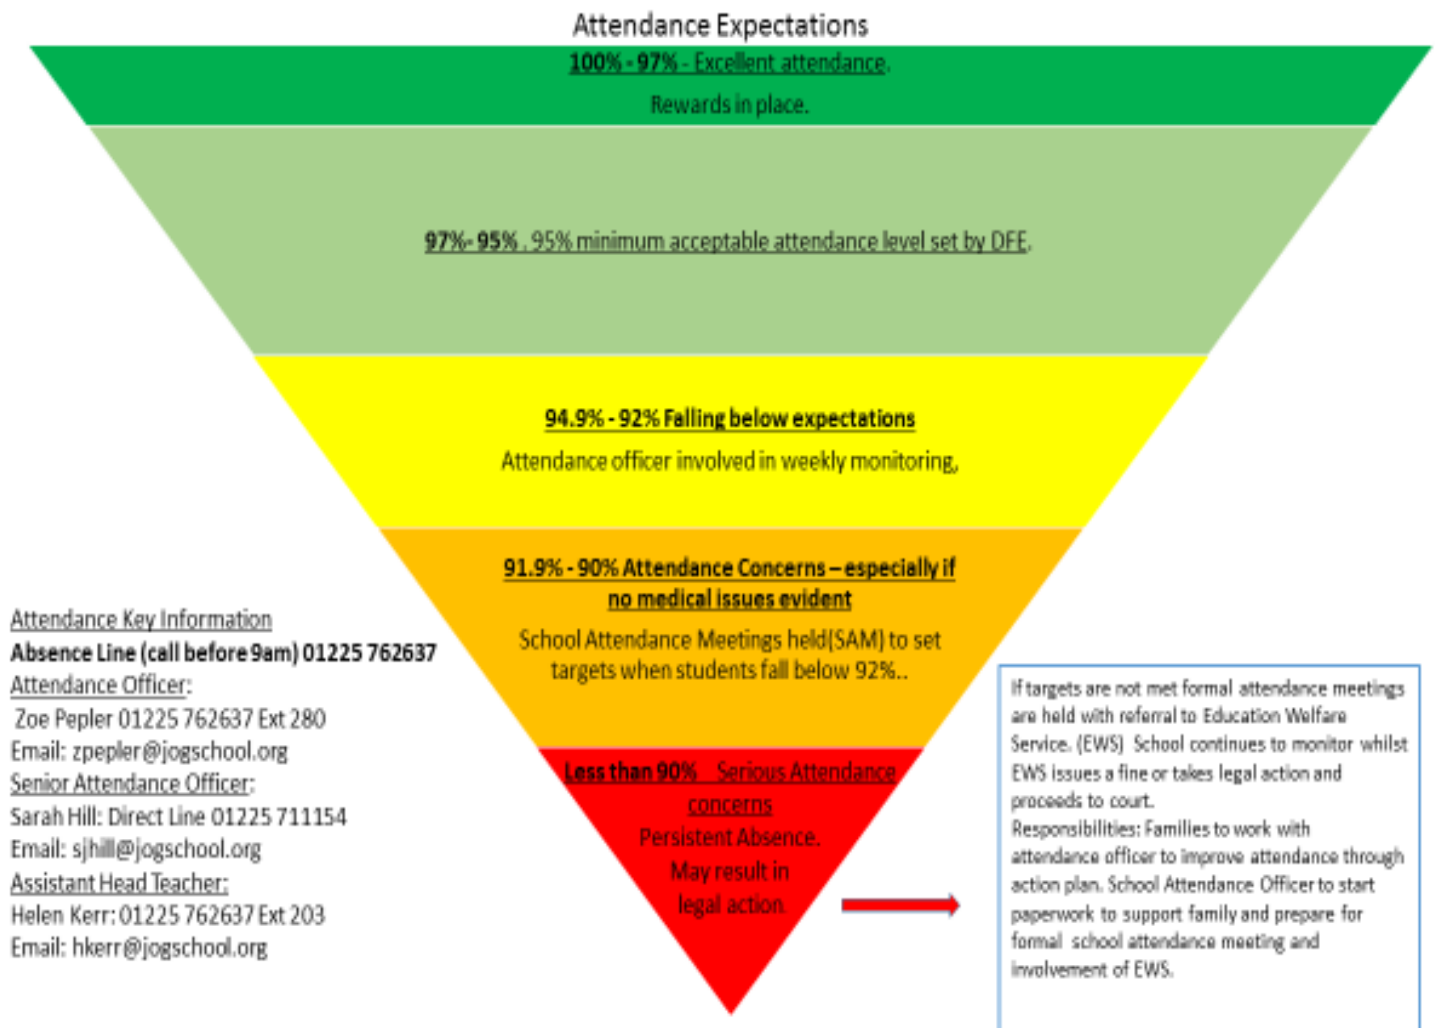 Attendance Expectations
100% - 97% - Excellent attendance.
Rewards in place.
97%- 95% . 95% minimum acceptable attendance level set by DFE.
94.9% - 92% Falling below expectations
Attendance officer involved in weekly monitoring,
91.9% - 90% Attendance Concerns – especially if
no medical issues evident
School Attendance Meetings held(SAM) to set
targets when students fall below 92%..
Less than 90% Serious Attendance
concerns
Persistent Absence.
May result in
legal action.
Attendance Key Information
Absence Line (call before 9am) 01225 762637
Attendance Officer:
Zoe Pepler 01225 762637 Ext 280
Email: zpepler@jogschool.org
Senior Attendance Officer:
Sarah Hill: Direct Line 01225 711154
Email: sjhill@jogschool.org
Assistant Head Teacher:
Helen Kerr: 01225 762637 Ext 203
Email: hkerr@jogschool.org
If targets are not met formal attendance meetings
are held with referral to Education Welfare
Service. (EWS) School continues to monitor whilst
EWS issues a fine or takes legal action and
proceeds to court.
Responsibilities: Families to work with
attendance officer to improve attendance through
action plan. School Attendance Officer to start
paperwork to support family and prepare for
formal school attendance meeting and
involvement of EWS.